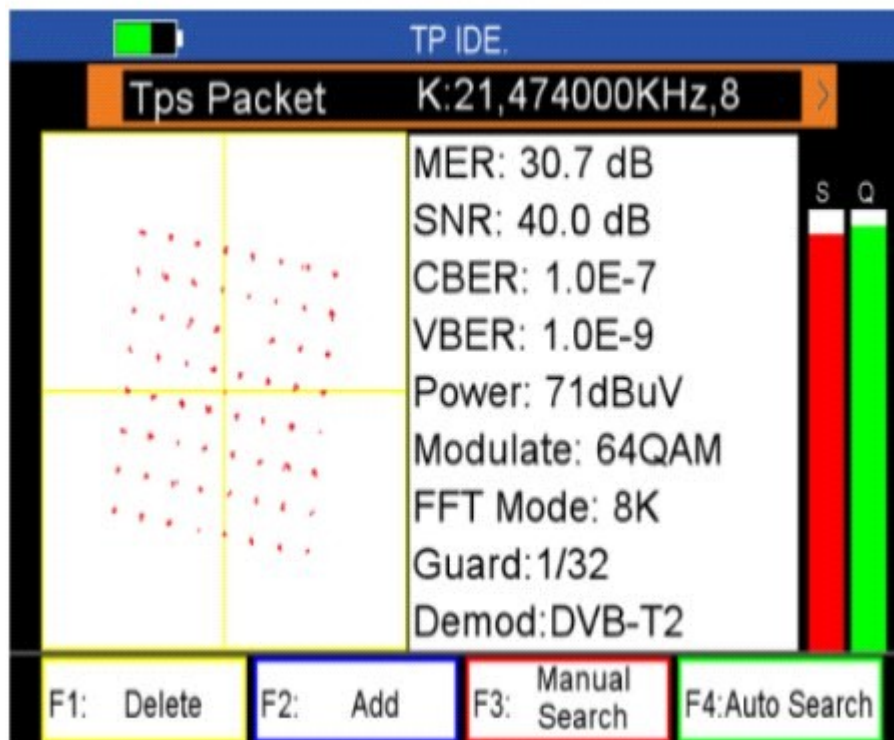 TP IDE.
Tps Packet K:21,474000KHz,8 >
MER: 30.7 dB
SNR: 40.0 dB
CBER: 1.0E-7
VBER: 1.0E-9
Power: 71dBuV
Modulate: 64QAM
FFT Mode: 8K
Guard:1/32
Demod:DVB-T2
S Q
F1: Delete
F2: Add
F3: Manual Search
F4:Auto Search